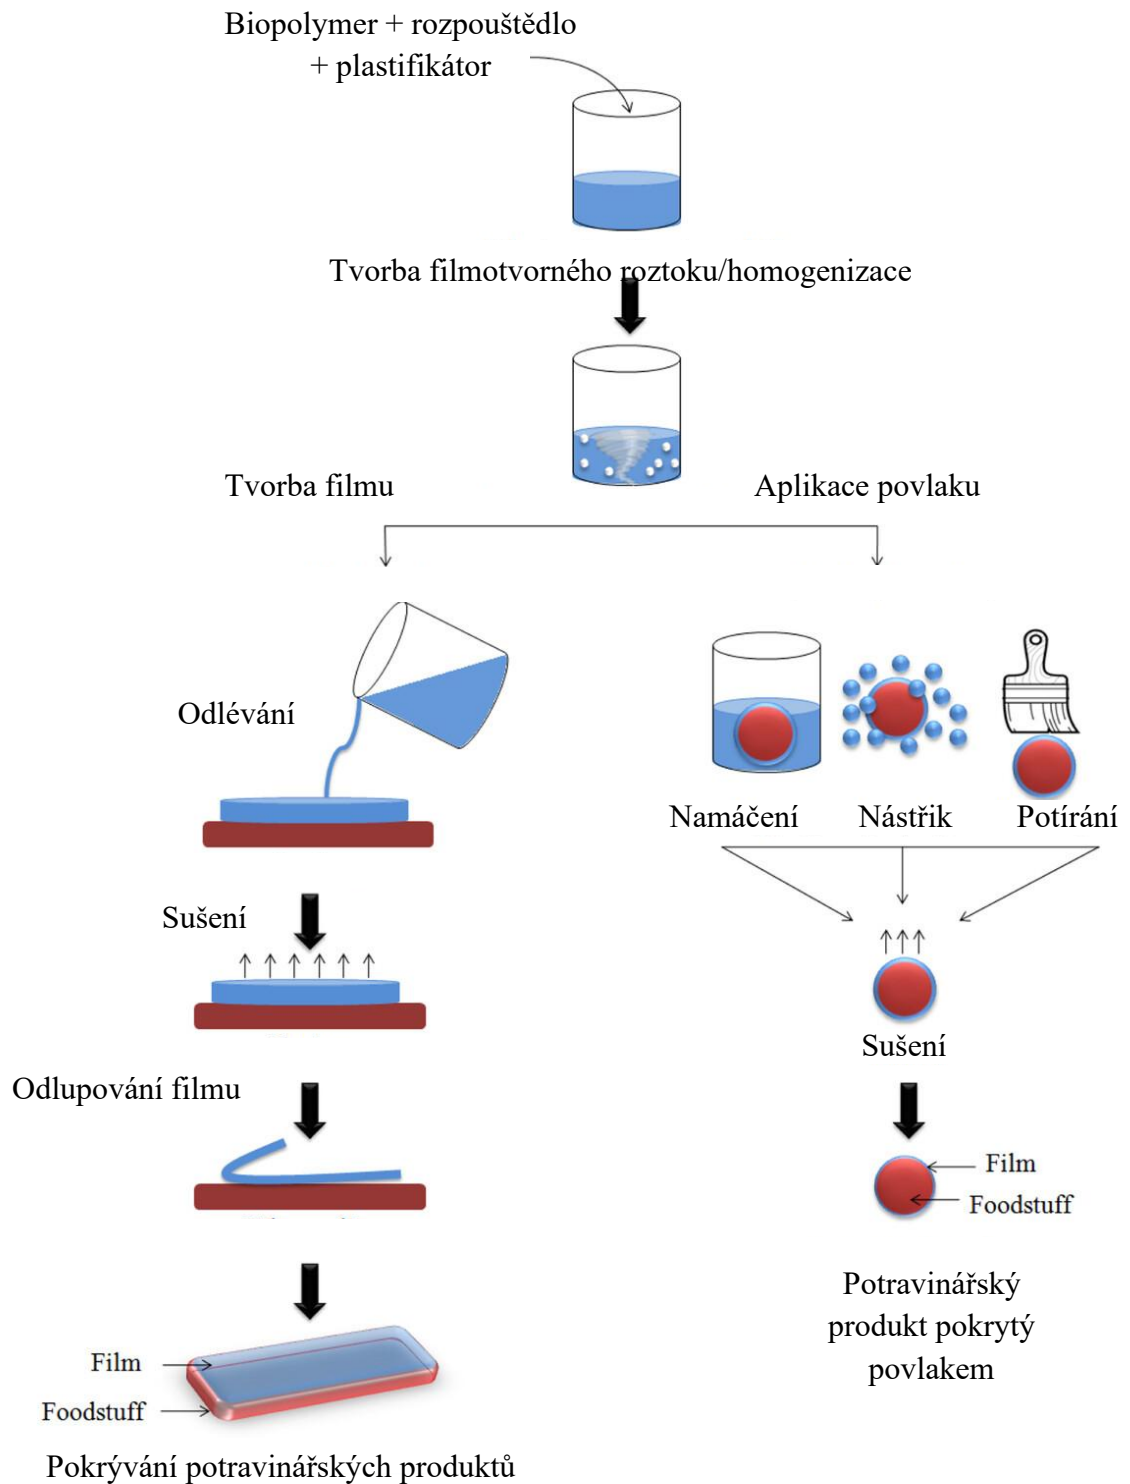 Biopolymer + rozpouštědlo
+ plastifikátor
Tvorba filmotvorného roztoku/homogenizace
Tvorba filmu
Aplikace povlaku
Odlévání
Namáčení
Nástřik
Potírání
Sušení
Sušení
Odlupování filmu
Film
Foodstuff
Potravinářský
produkt pokrytý
povlakem
Film
Foodstuff
Pokrývání potravinářských produktů